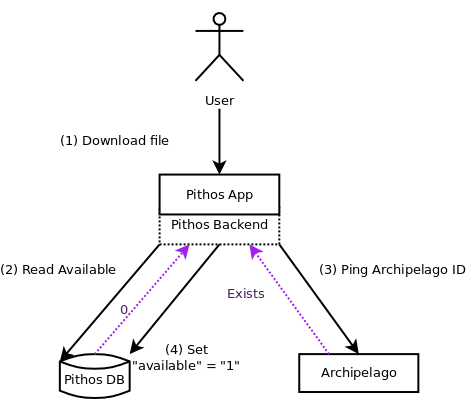 User
(1) Download file
Pithos App
Pithos Backend
(2) Read Available
(3) Ping Archipelago ID
Exists
0
(4) Set
"available" = "1"
Pithos DB
Archipelago